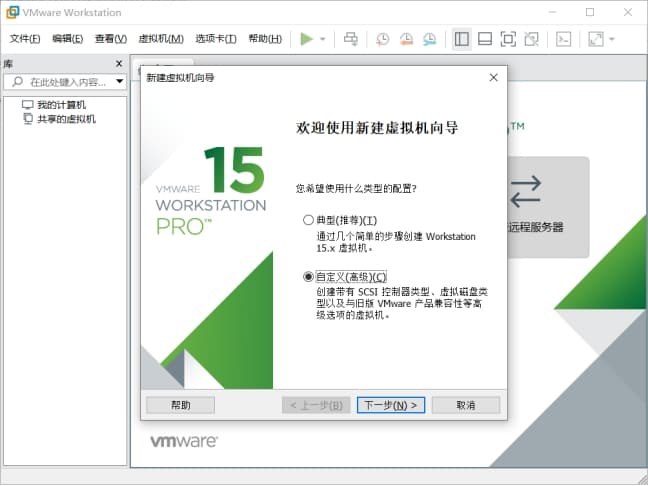 VMware Workstation
文件(F) 编辑(E) 查看(V) 虚拟机(M) 选项卡(T) 帮助(H)
库
在此处键入内容...
我的计算机
共享的虚拟机
新建虚拟机向导
欢迎使用新建虚拟机向导
15
VMWARE
WORKSTATION
PRO™
您希望使用什么类型的配置?
典型(推荐)(T)
通过几个简单的步骤创建 Workstation
15.x 虚拟机。
自定义(高级)(C)
创建带有 SCSI 控制器类型、虚拟磁盘类
型以及与旧版 VMware 产品兼容性等高
级选项的虚拟机。
TM
远程服务器
帮助 < 上一步(B) 下一步(N) > 取消
vmware